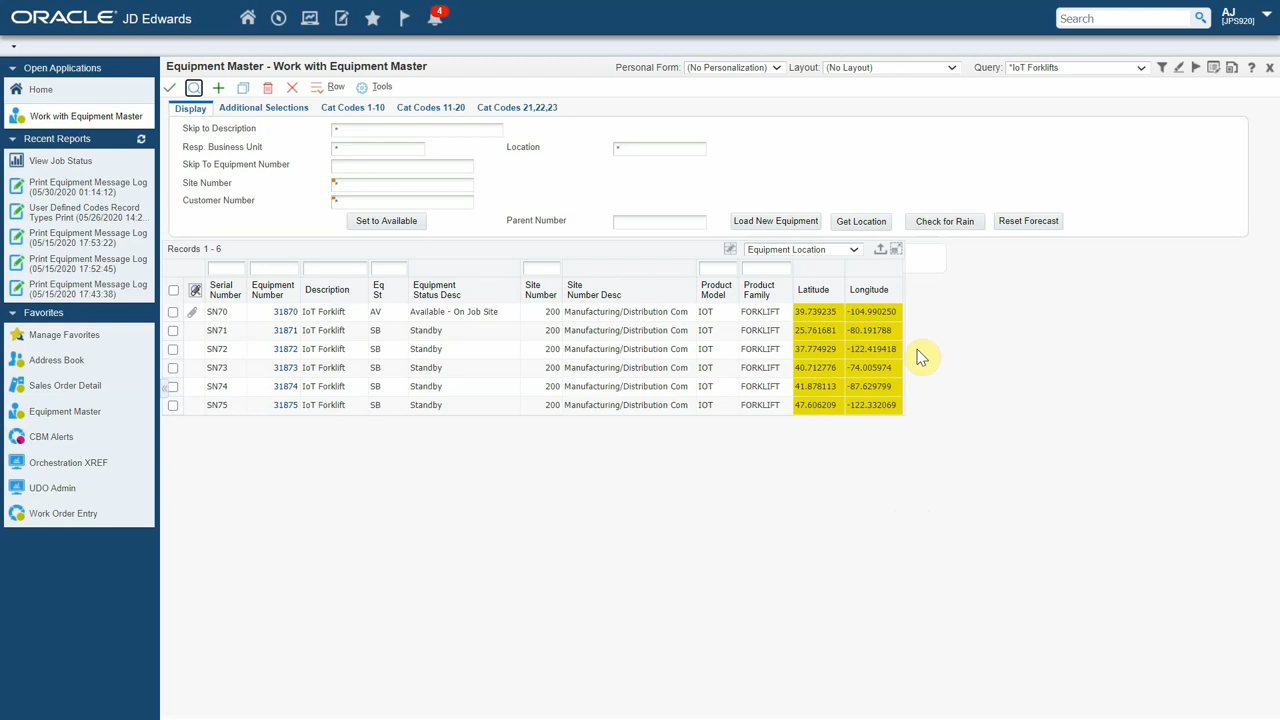 ORACLE JD Edwards
4
Search
AJ
[JPS920]
Open Applications
Home
Work with Equipment Master
Recent Reports
View Job Status
Print Equipment Message Log
(05/30/2020 01:14.12)
User Defined Codes Record
Types Print (05/26/2020 14:2...
Print Equipment Message Log
(05/15/2020 17:53:22)
Print Equipment Message Log
(05/15/2020 17:52:45)
Print Equipment Message Log
(05/15/2020 17:43:38)
Favorites
Manage Favorites
Address Book
Sales Order Detail
Equipment Master
CBM Alerts
Orchestration XREF
UDO Admin
Work Order Entry
Equipment Master - Work with Equipment Master
Personal Form: (No Personalization) Layout: (No Layout) Query: *IoT Forklifts
Row Tools
Display Additional Selections Cat Codes 1-10 Cat Codes 11-20 Cat Codes 21,22,23
Skip to Description *
Resp. Business Unit * Location *
Skip To Equipment Number
Site Number *
Customer Number *
Set to Available Parent Number Load New Equipment Get Location Check for Rain Reset Forecast
Records 1 - 6 Equipment Location
Serial Number Equipment Number Description Eq St Equipment Status Desc Site Number Site Number Desc Product Model Product Family Latitude Longitude
SN70 31870 IoT Forklift AV Available - On Job Site 200 Manufacturing/Distribution Com IOT FORKLIFT 39.739235 -104.990250
SN71 31871 IoT Forklift SB Standby 200 Manufacturing/Distribution Com IOT FORKLIFT 25.761681 -80.191788
SN72 31872 IoT Forklift SB Standby 200 Manufacturing/Distribution Com IOT FORKLIFT 37.774929 -122.419418
SN73 31873 IoT Forklift SB Standby 200 Manufacturing/Distribution Com IOT FORKLIFT 40.712776 -74.005974
SN74 31874 IoT Forklift SB Standby 200 Manufacturing/Distribution Com IOT FORKLIFT 41.878113 -87.629799
SN75 31875 IoT Forklift SB Standby 200 Manufacturing/Distribution Com IOT FORKLIFT 47.606209 -122.332069